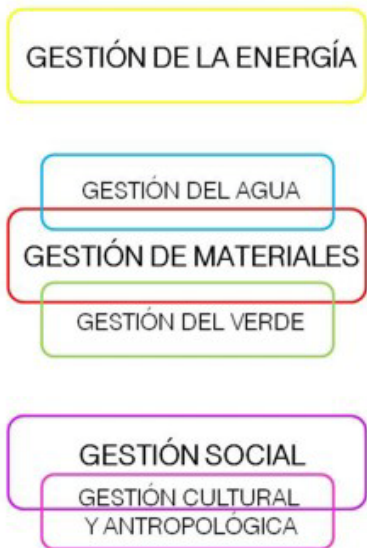 GESTIÓN DE LA ENERGÍA
GESTIÓN DEL AGUA
GESTIÓN DE MATERIALES
GESTIÓN DEL VERDE
GESTIÓN SOCIAL
GESTIÓN CULTURAL
Y ANTROPOLÓGICA